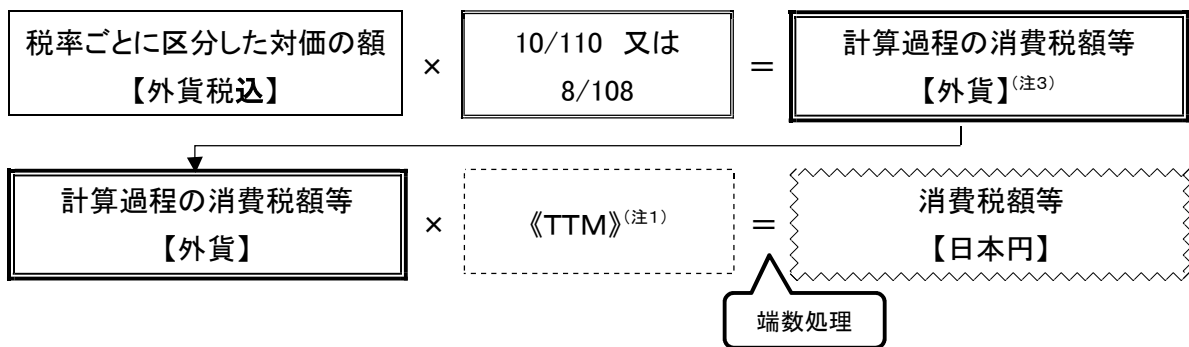 税率ごとに区分した対価の額
【外貨税込】
×
10/110 又は
8/108
＝
計算過程の消費税額等
【外貨】(注3)
計算過程の消費税額等
【外貨】
×
《TTM》(注1)
＝
消費税額等
【日本円】
端数処理